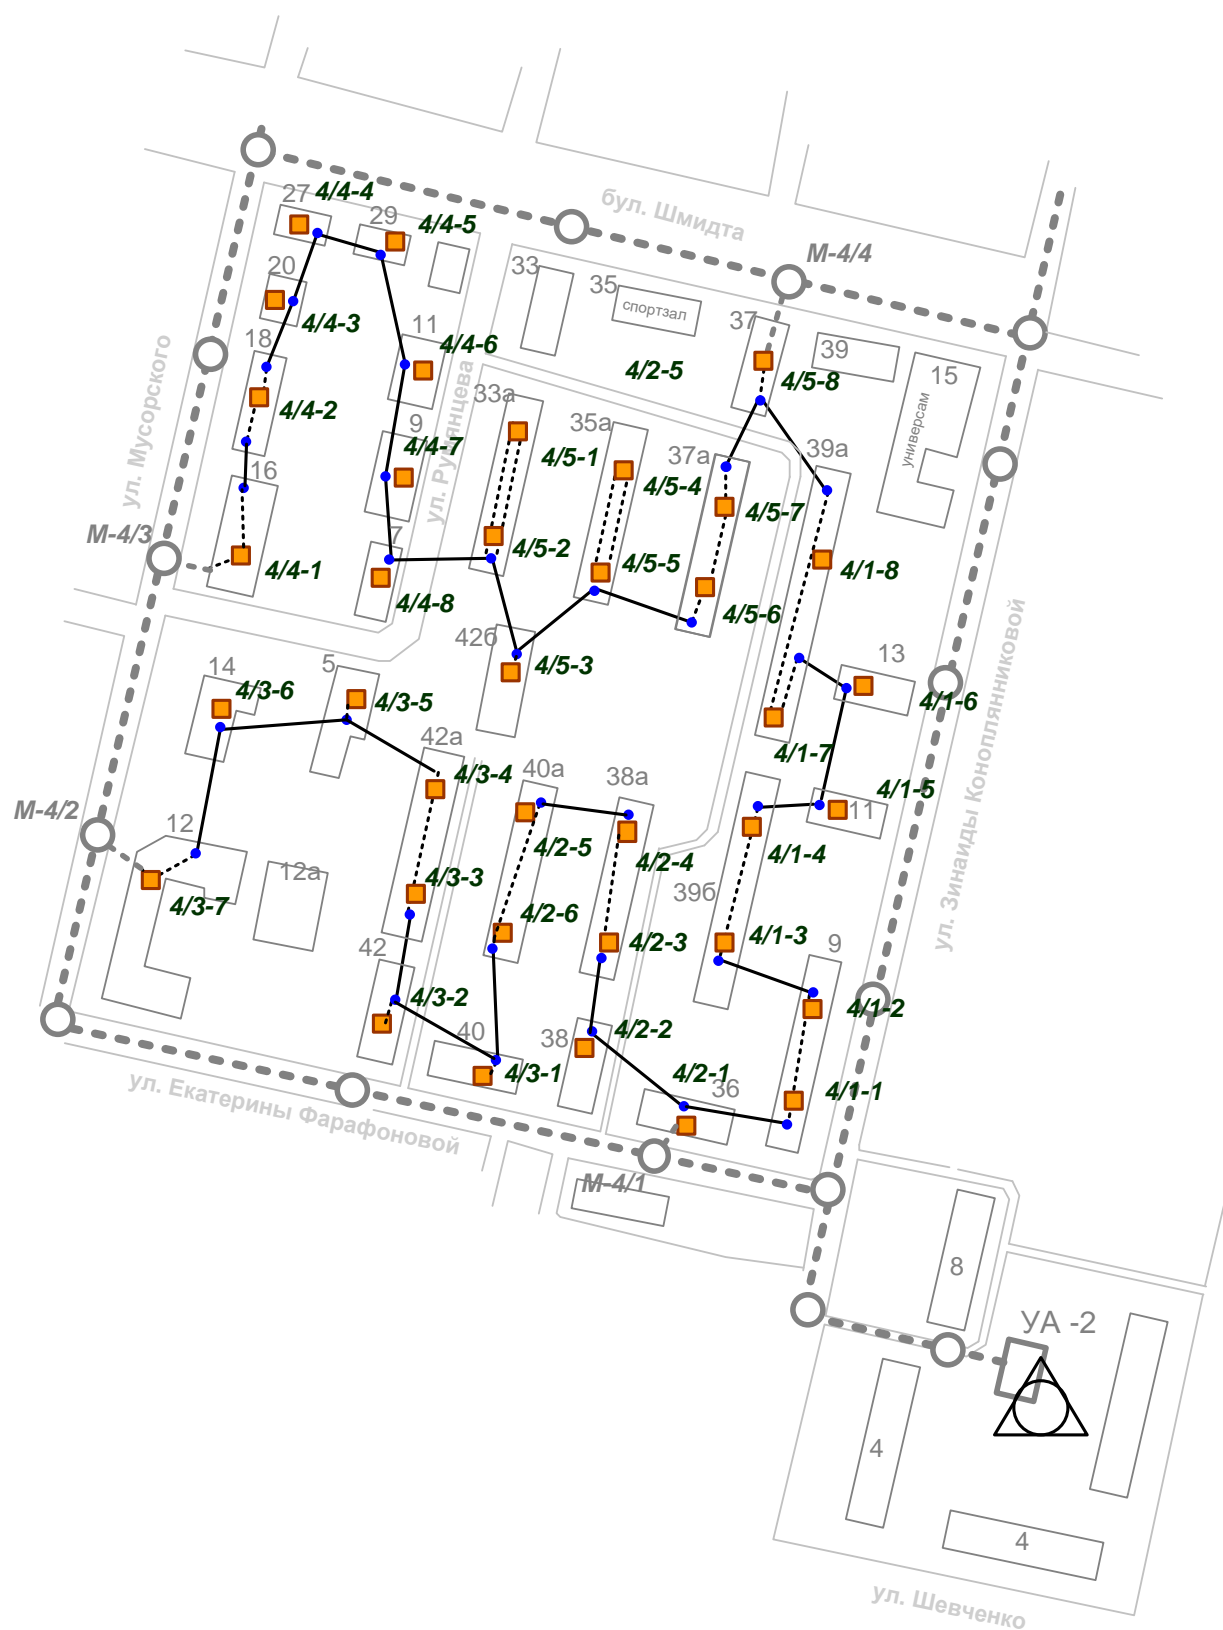 27
4/4-4
29
4/4-5
бул. Шмидта
М-4/4
20
33
35
спортзал
4/4-3
11
4/4-6
37
39
15
универсам
18
4/2-5
4/5-8
ул. Мусорского
4/4-2
ул. Румянцева
33а
35а
9
4/4-7
4/5-1
37а
39а
16
4/5-4
4/5-7
М-4/3
7
4/5-2
4/5-5
4/1-8
4/4-1
4/4-8
4/5-6
42б
4/5-3
13
14
4/3-6
5
4/3-5
4/1-6
ул. Зинаиды Коноплянниковой
42а
4/3-4
40а
38а
4/1-7
4/1-5
11
М-4/2
12
4/2-5
4/2-4
4/1-4
12а
4/3-3
39б
4/3-7
4/2-6
4/2-3
4/1-3
9
42
4/3-2
4/2-2
4/1-2
40
38
4/3-1
4/2-1
36
4/1-1
ул. Екатерины Фарафоновой
М-4/1
8
УА -2
4
4
ул. Шевченко